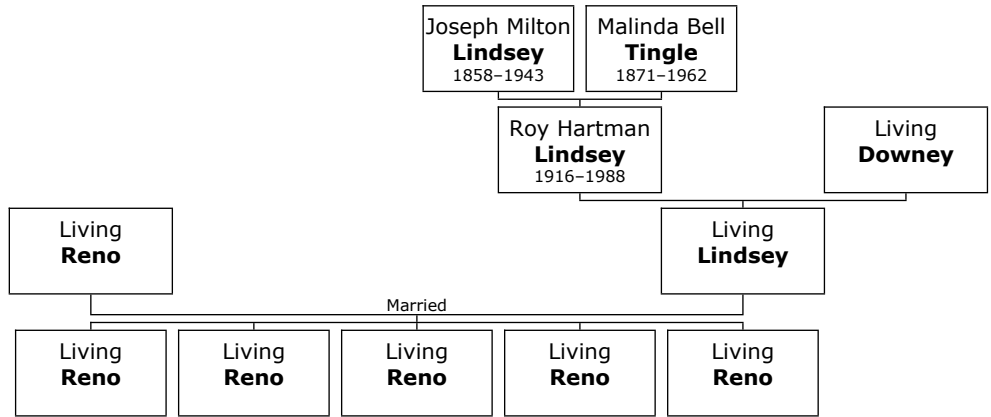 Joseph Milton
Lindsey
1858–1943
Malinda Bell
Tingle
1871–1962
Roy Hartman
Lindsey
1916–1988
Living
Downey
Living
Reno
Living
Lindsey
Married
Living
Reno
Living
Reno
Living
Reno
Living
Reno
Living
Reno